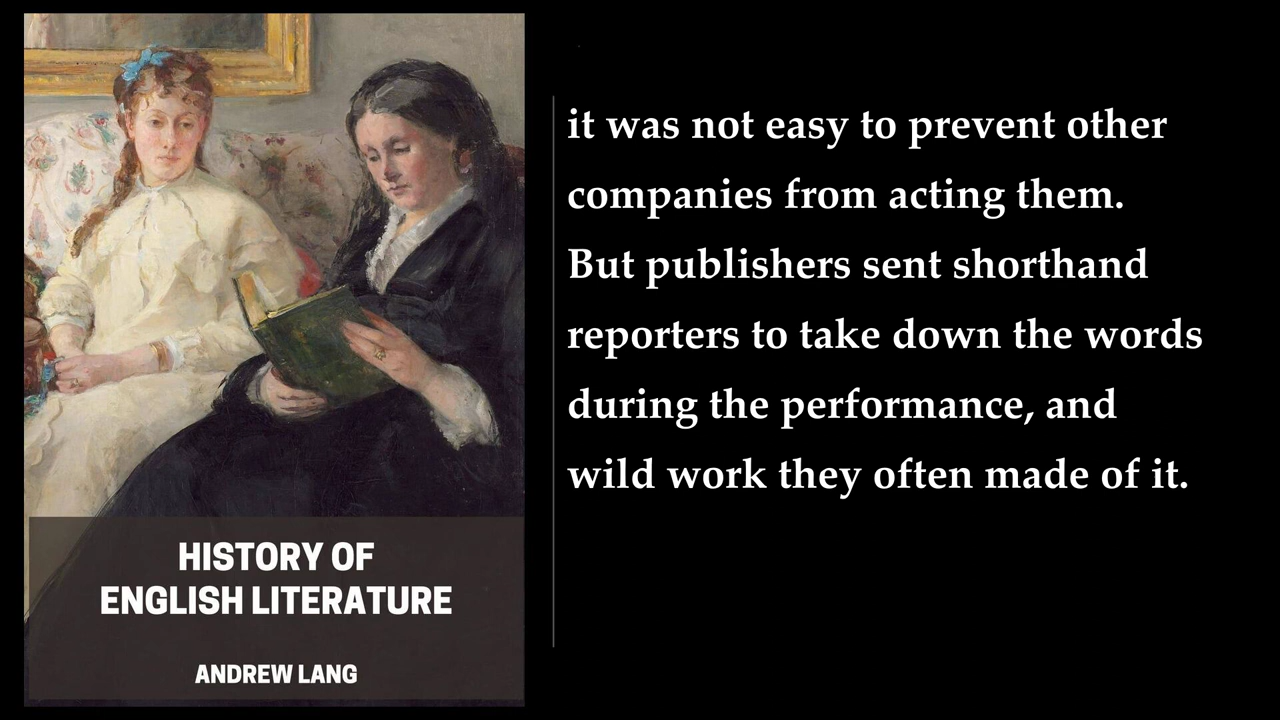 HISTORY OF
ENGLISH LITERATURE
ANDREW LANG
it was not easy to prevent other
companies from acting them.
But publishers sent shorthand
reporters to take down the words
during the performance, and
wild work they often made of it.